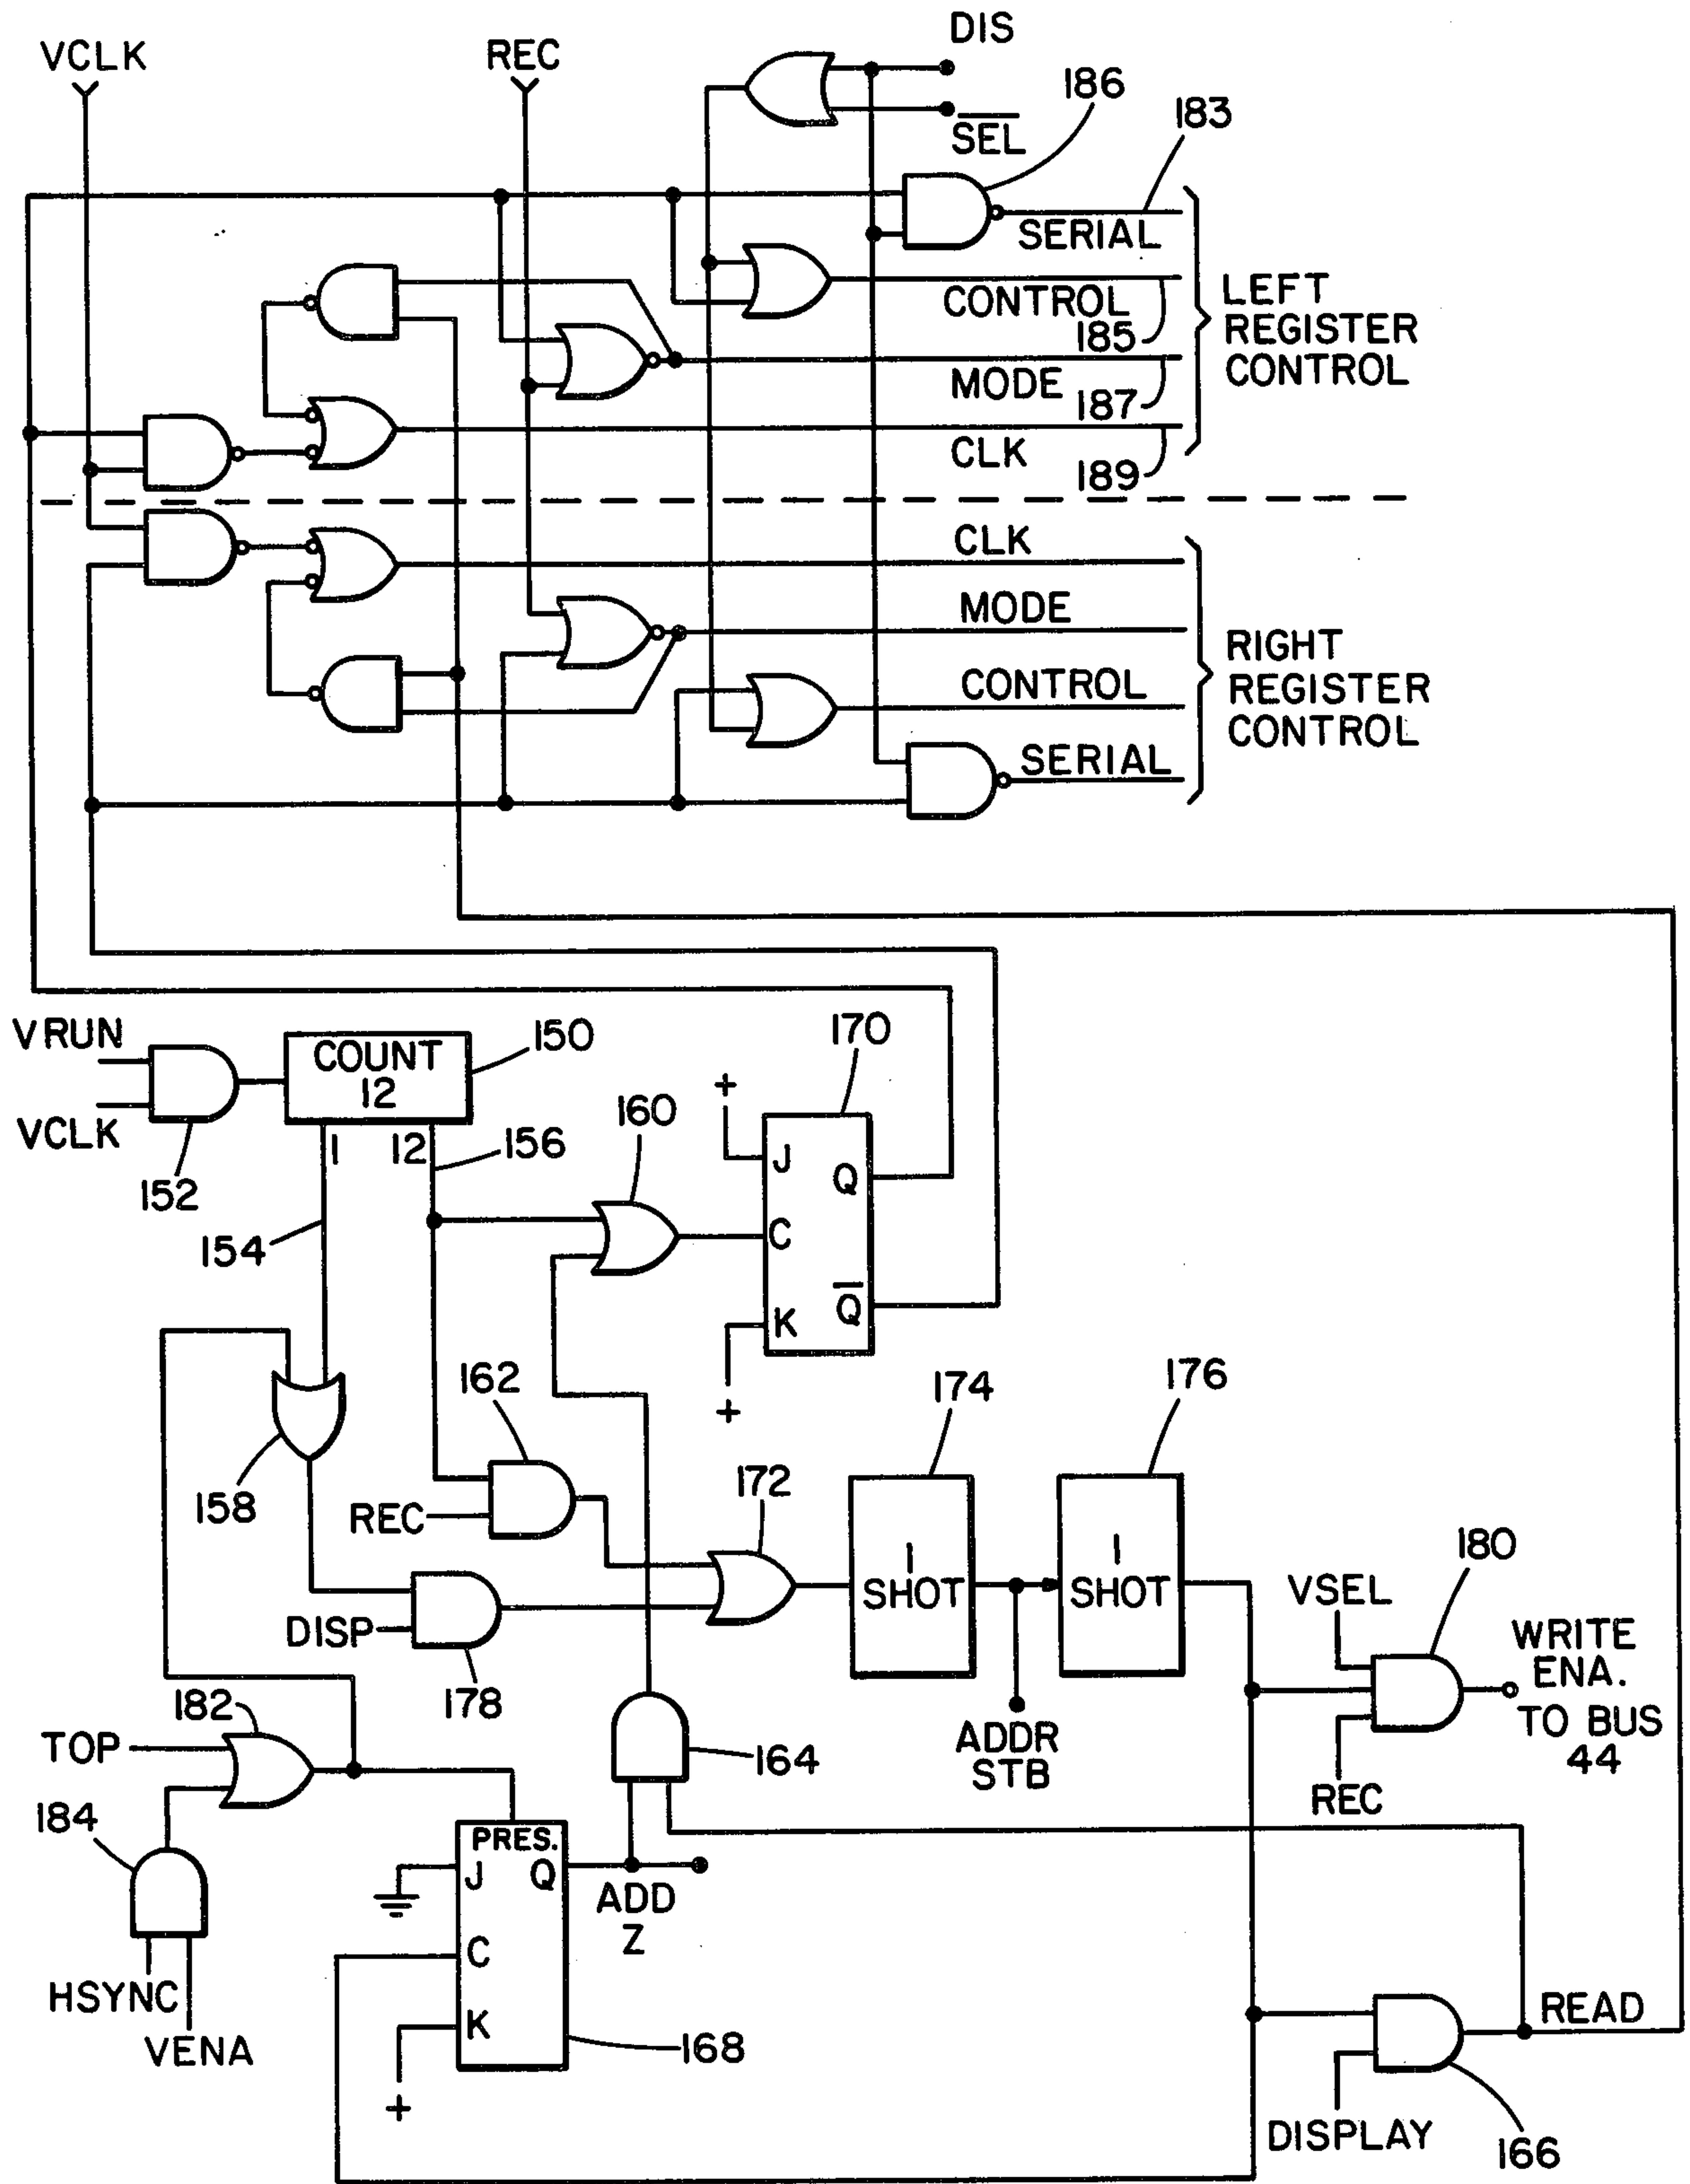 VCLK
REC
DIS
SEL
186
183
SERIAL
CONTROL
185
MODE
187
CLK
189
LEFT
REGISTER
CONTROL
CLK
MODE
CONTROL
SERIAL
RIGHT
REGISTER
CONTROL
VRUN
VCLK
152
COUNT
12
150
1
12
156
154
160
170
+
J
Q
C
K
Q
+
158
162
REC
172
174
1
SHOT
176
1
SHOT
DISP
178
ADDR
STB
VSEL
180
WRITE
ENA.
TO BUS
44
REC
TOP
182
184
HSYNC
VENA
164
PRES.
J
Q
C
K
ADD
Z
168
+
READ
DISPLAY
166